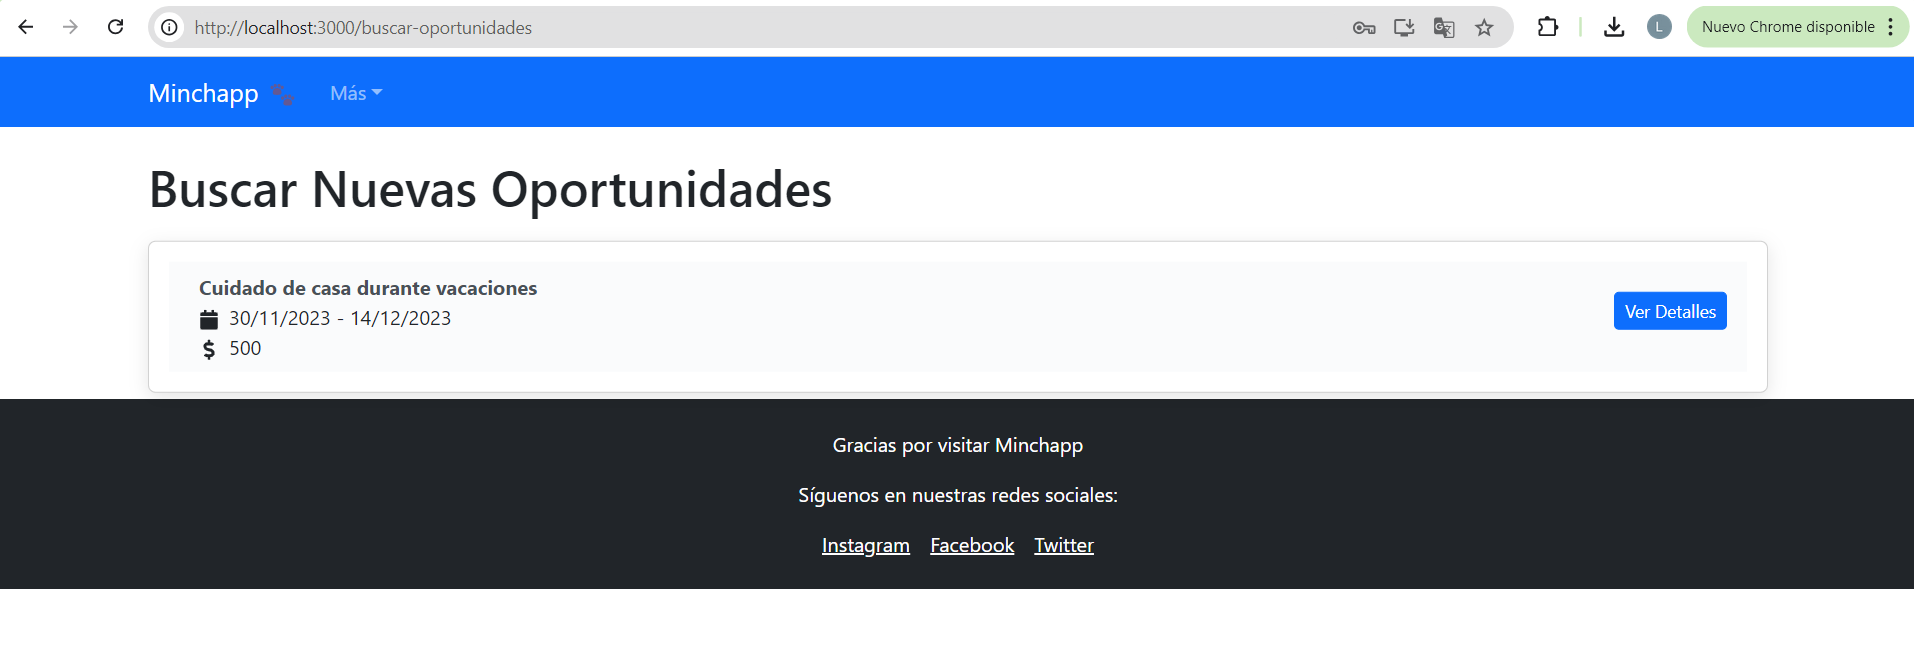 http://localhost:3000/buscar-oportunidades
L
Nuevo Chrome disponible
Minchapp
Más
Buscar Nuevas Oportunidades
Cuidado de casa durante vacaciones
30/11/2023 - 14/12/2023
$ 500
Ver Detalles
Gracias por visitar Minchapp
Síguenos en nuestras redes sociales:
Instagram Facebook Twitter